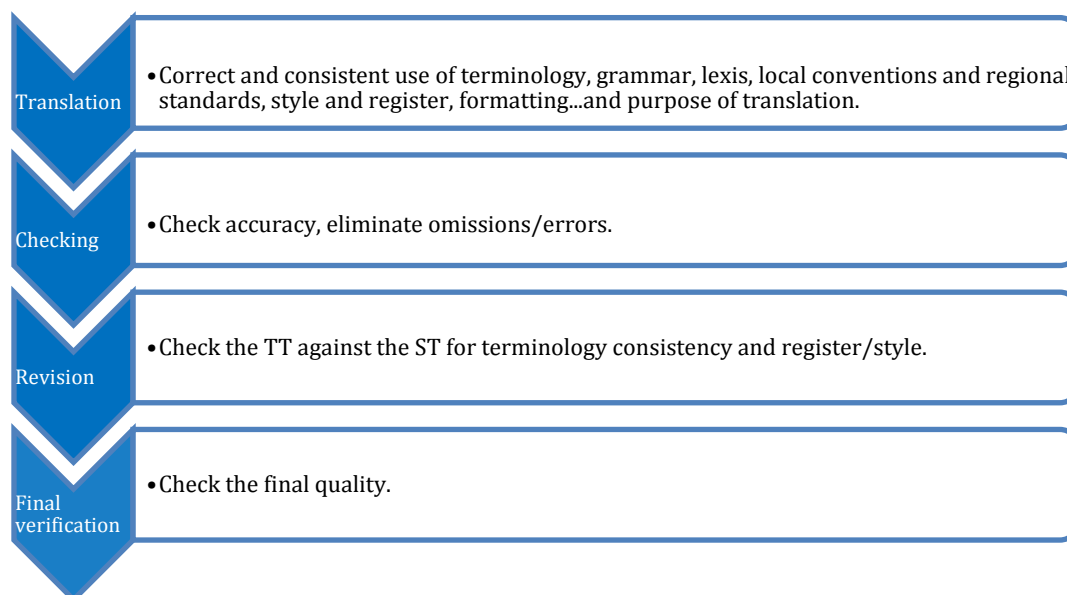 Translation
•Correct and consistent use of terminology, grammar, lexis, local conventions and regional
standards, style and register, formatting...and purpose of translation.
Checking
•Check accuracy, eliminate omissions/errors.
Revision
•Check the TT against the ST for terminology consistency and register/style.
Final
verification
•Check the final quality.